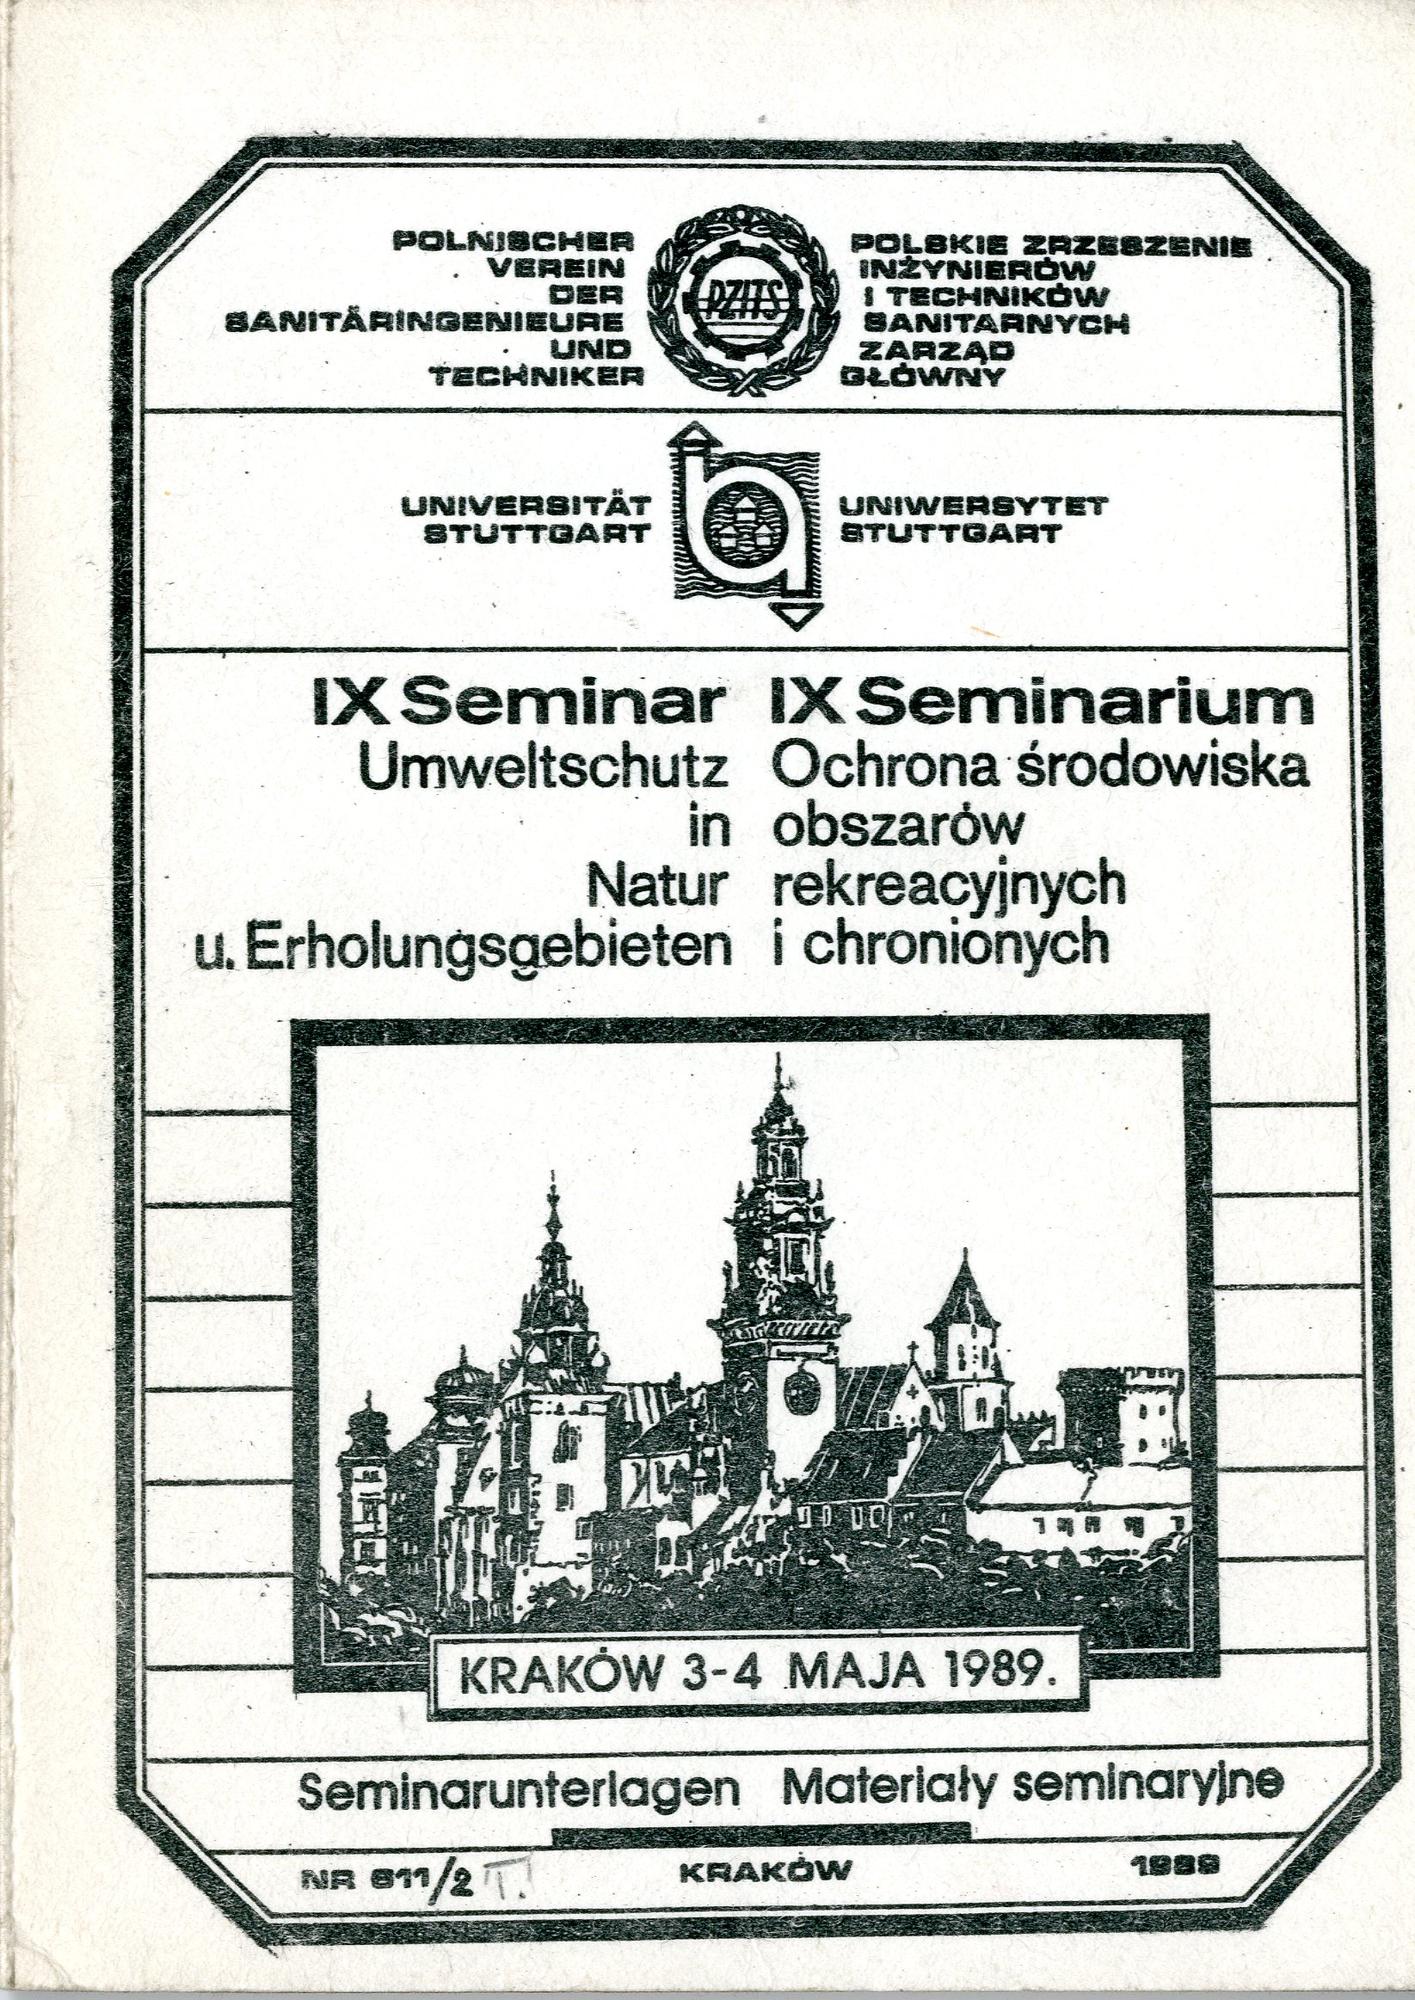 POLNISCHER
VEREIN
DER
SANITÄRINGENIEURE
UND
TECHNIKER
PZITS
POLSKIE ZRZESZENIE
INŻYNIERÓW
I TECHNIKÓW
SANITARNYCH
ZARZĄD
GŁÓWNY
UNIVERSITÄT
STUTTGART
UNIWERSYTET
STUTTGART
IX Seminar
Umweltschutz
in
Natur
u. Erholungsgebieten
IX Seminarium
Ochrona środowiska
obszarów
rekreacyjnych
i chronionych
KRAKÓW 3-4 MAJA 1989.
Seminarunterlagen Materiały seminaryjne
NR 611/2 T. KRAKÓW 1989